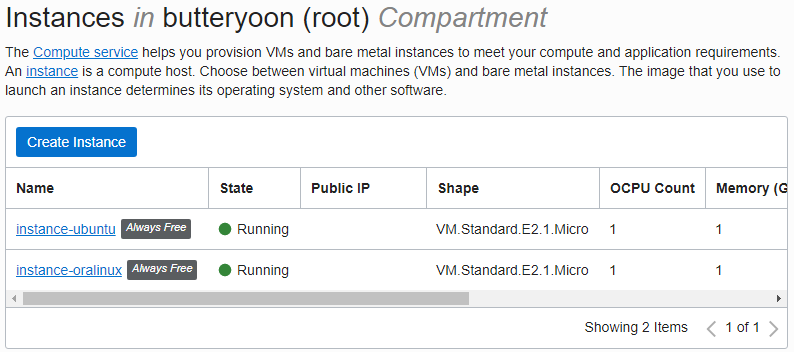 Instances in butteryoon (root) Compartment
The Compute service helps you provision VMs and bare metal instances to meet your compute and application requirements.
An instance is a compute host. Choose between virtual machines (VMs) and bare metal instances. The image that you use to
launch an instance determines its operating system and other software.
Create Instance
Name State Public IP Shape OCPU Count Memory (G
instance-ubuntu Always Free Running VM.Standard.E2.1.Micro 1 1
instance-oralinux Always Free Running VM.Standard.E2.1.Micro 1 1
Showing 2 Items 1 of 1